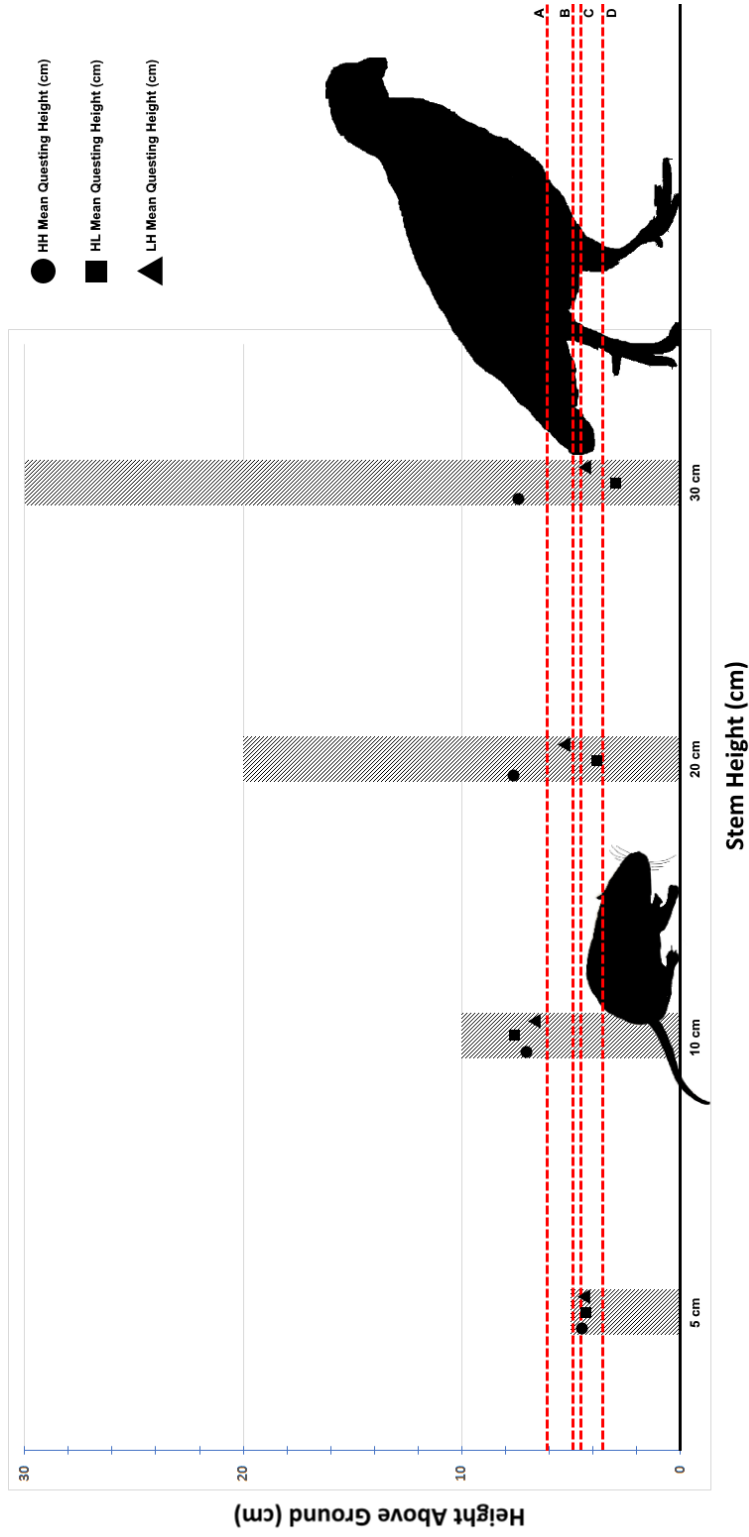 HH Mean Questing Height (cm)
HL Mean Questing Height (cm)
LH Mean Questing Height (cm)
A
B
C
D
Height Above Ground (cm)
30
20
10
0
5 cm
10 cm
20 cm
30 cm
Stem Height (cm)